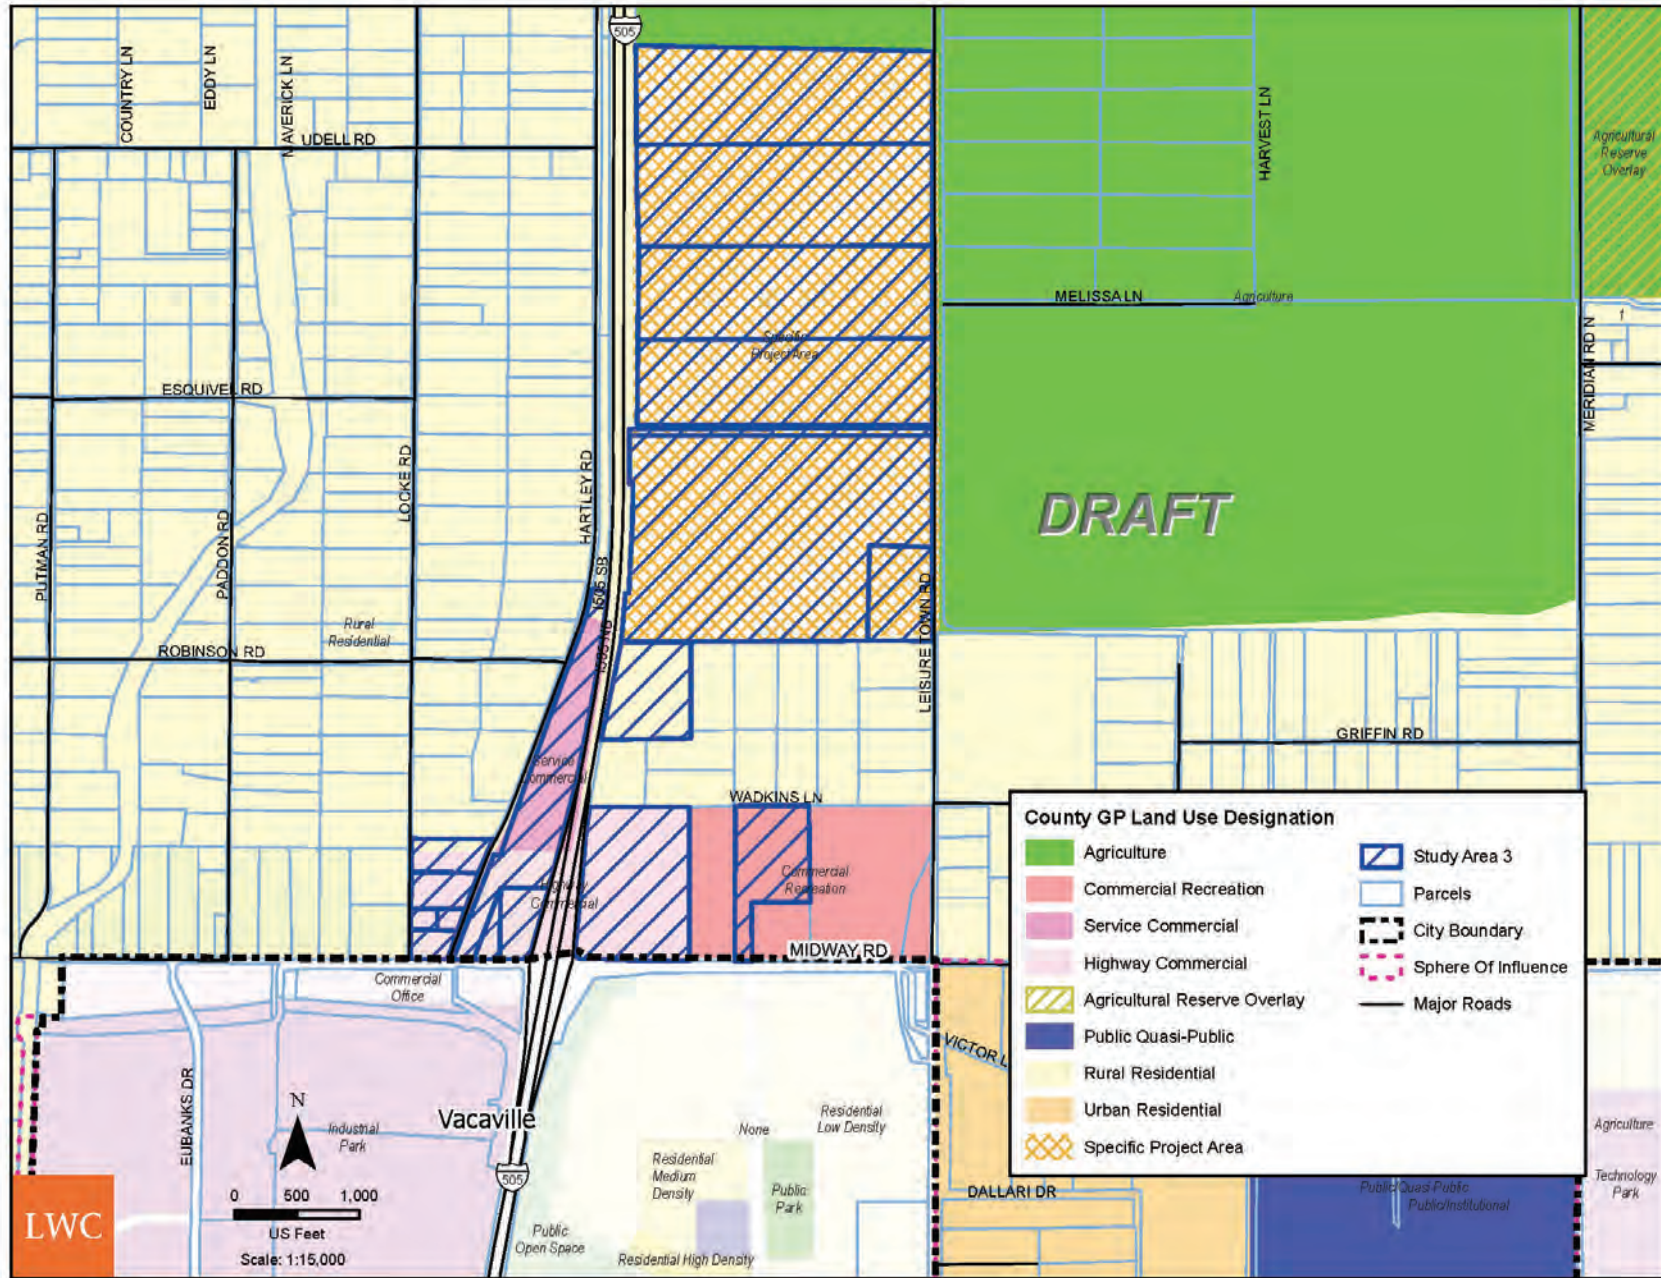 505
COUNTRY LN
EDDY LN
MAVERICK LN
UDELL RD
HARVEST LN
Agricultural
Reserve
Overlay
MELISSA LN
Agriculture
Specific
Project Area
ESQUIVEL RD
MERIDIAN RD N
PUTMAN RD
PADDON RD
LOCKE RD
HARTLEY RD
DRAFT
I505 SB
I505 NB
LEISURE TOWN RD
Rural
Residential
ROBINSON RD
GRIFFIN RD
Service
Commercial
WADKINS LN
Highway
Commercial
Commercial
Recreation
MIDWAY RD
County GP Land Use Designation
Agriculture
Commercial Recreation
Service Commercial
Highway Commercial
Agricultural Reserve Overlay
Public Quasi-Public
Rural Residential
Urban Residential
Specific Project Area
Study Area 3
Parcels
City Boundary
Sphere Of Influence
Major Roads
Commercial
Office
EUBANKS DR
N
Industrial
Park
Vacaville
505
0 500 1,000
US Feet
Scale: 1:15,000
LWC
VICTOR L
Residential
Low Density
None
Residential
Medium
Density
Public
Park
Public
Open Space
Residential High Density
DALLARI DR
Public/Quasi-Public
Public/Institutional
Agriculture
Technology
Park